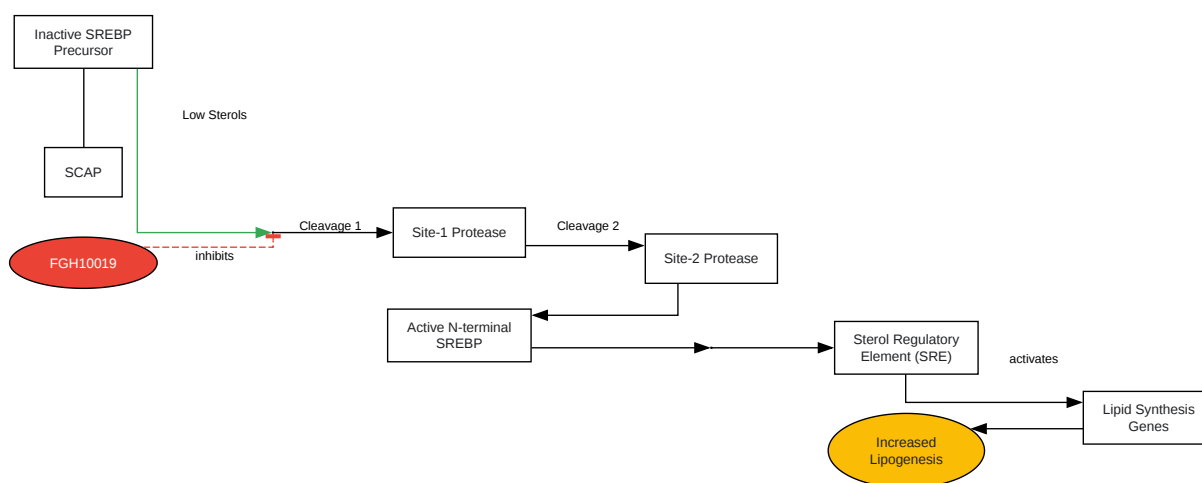 Inactive SREBP
Precursor
Low Sterols
SCAP
Cleavage 1
Site-1 Protease
Cleavage 2
FGH10019
inhibits
Site-2 Protease
Active N-terminal
SREBP
Sterol Regulatory
Element (SRE)
activates
Lipid Synthesis
Genes
Increased
Lipogenesis